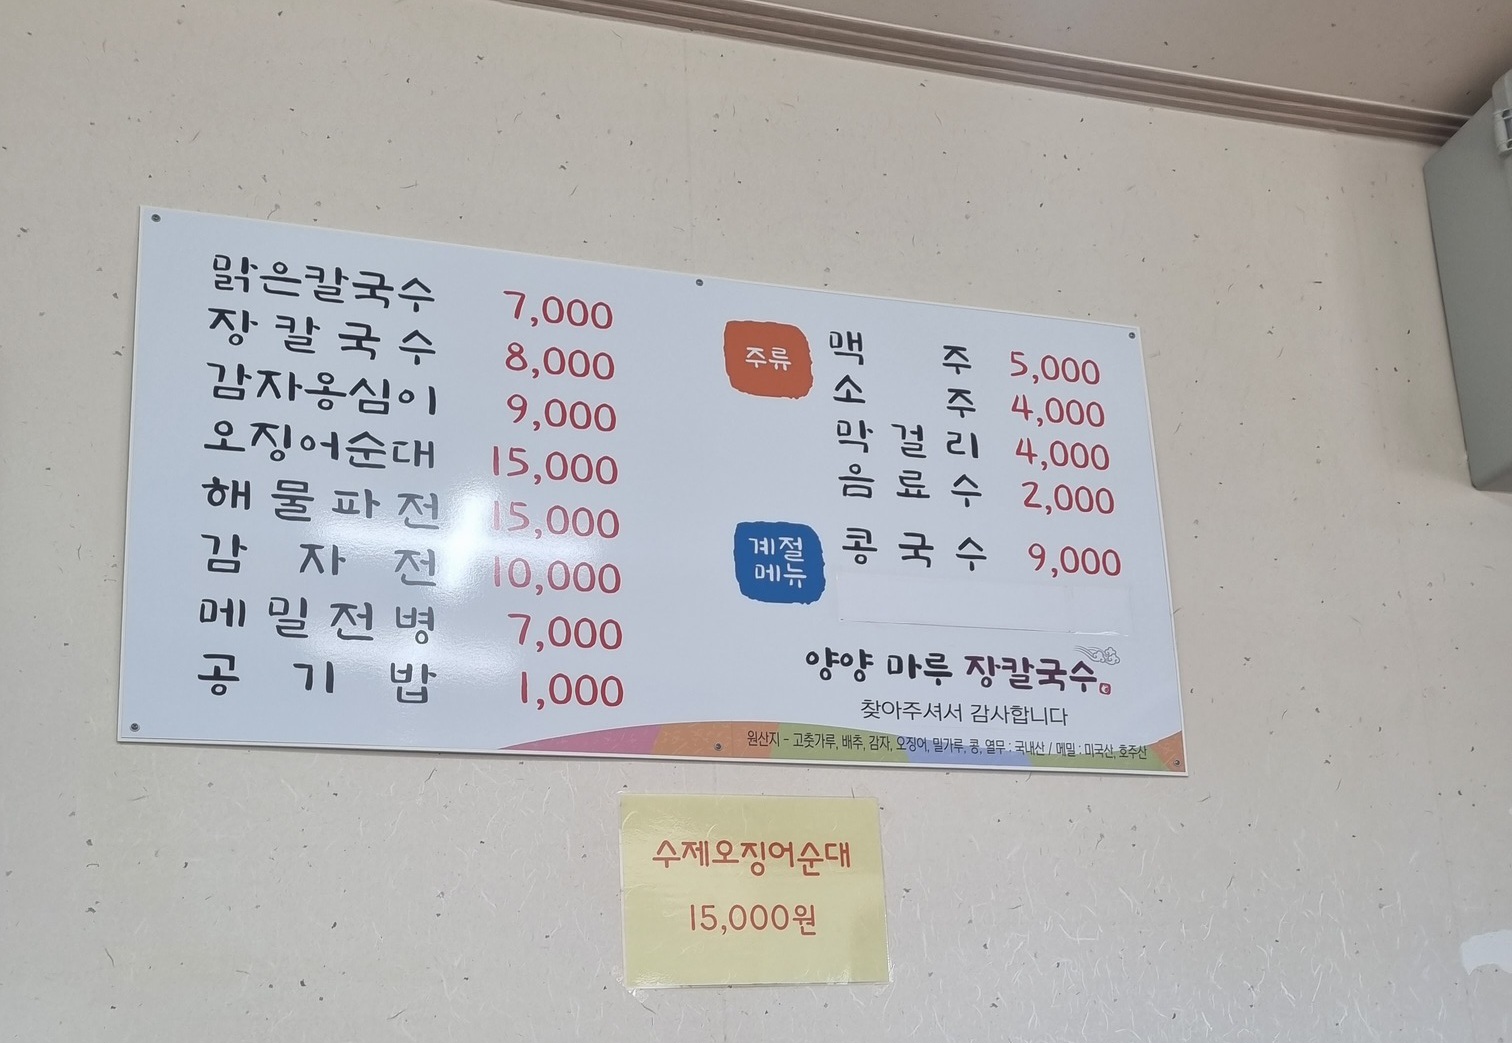 맑은칼국수 7,000
장칼국수 8,000
감자옹심이 9,000
오징어순대 15,000
해물파전 15,000
감자전 10,000
메밀전병 7,000
공기밥 1,000
주류
맥주 5,000
소주 4,000
막걸리 4,000
음료수 2,000
계절
메뉴
콩국수 9,000
양양 마루 장칼국수
찾아주셔서 감사합니다
원산지 - 고춧가루, 배추, 감자, 오징어, 밀가루, 콩, 열무 : 국내산 / 메밀 : 미국산, 호주산
수제오징어순대
15,000원